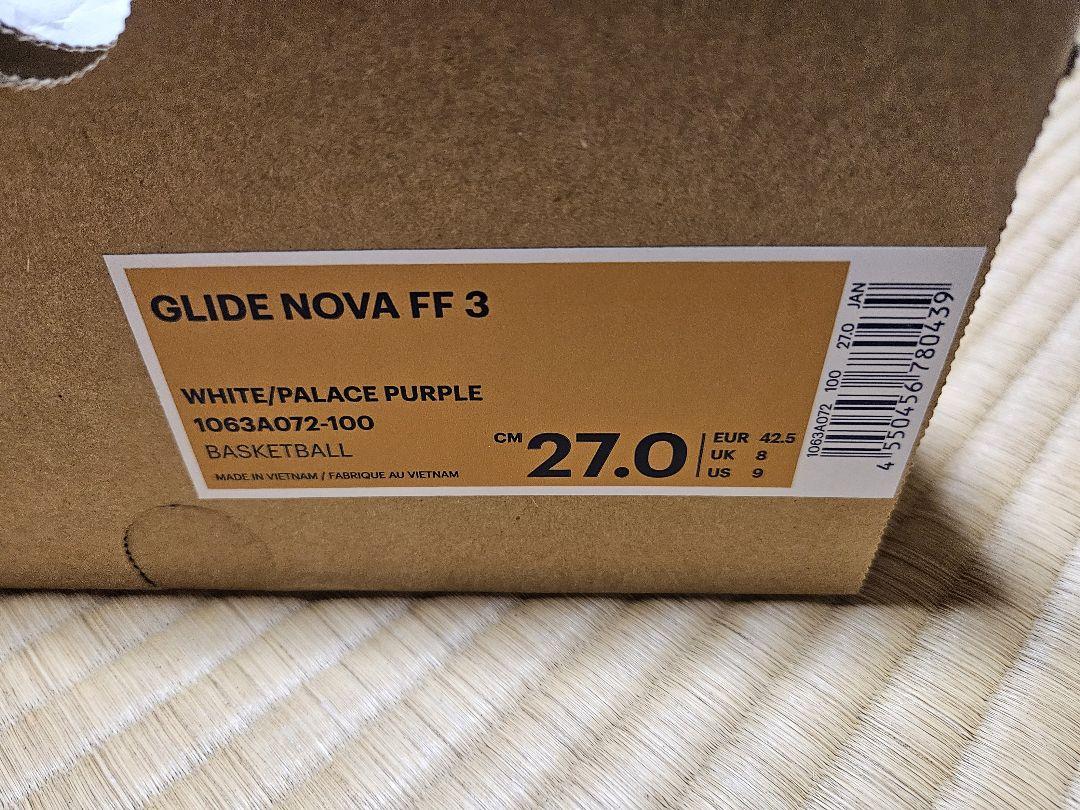 GLIDE NOVA FF 3
WHITE/PALACE PURPLE
1063A072-100
BASKETBALL
MADE IN VIETNAM / FABRIQUE AU VIETNAM
CM 27.0
EUR 42.5
UK 8
US 9
1063A072 100 27.0 JAN
4 550456 780439